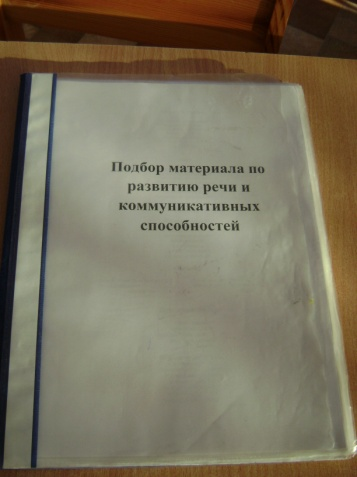 Подбор материала по
развитию речи и
коммуникативных
способностей